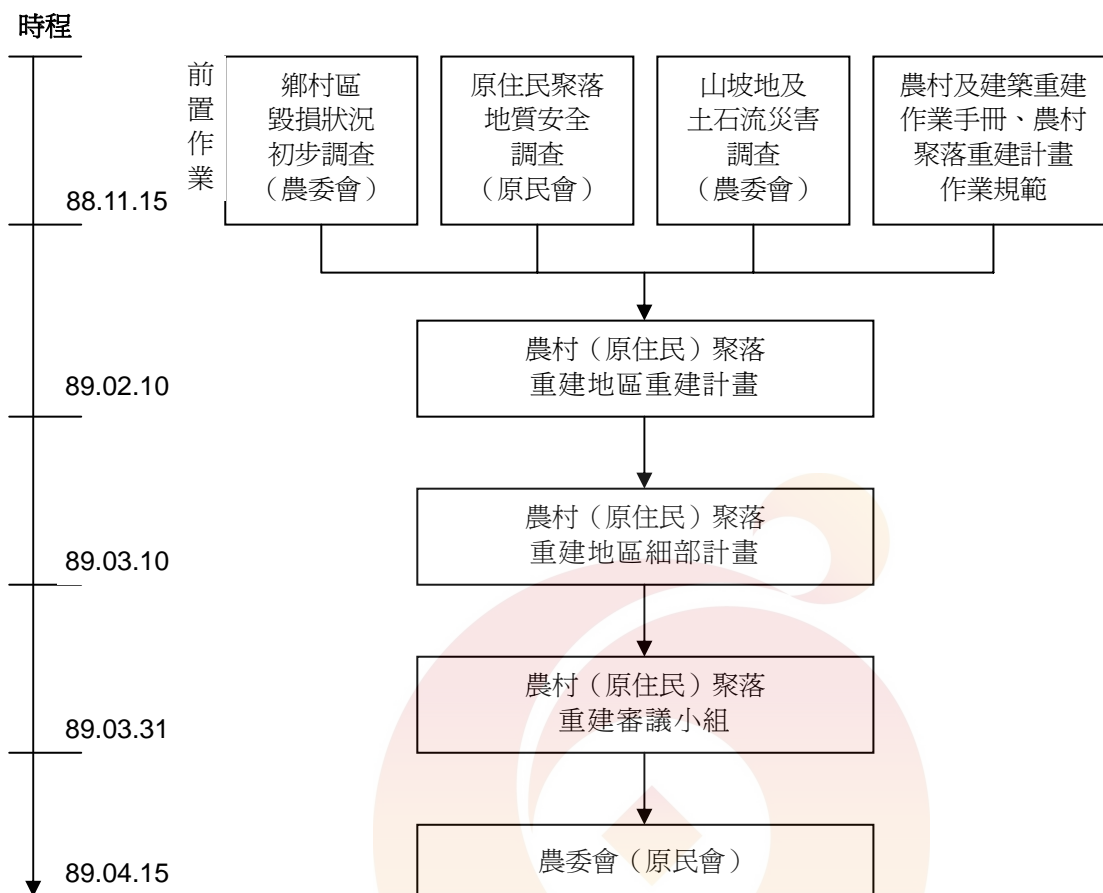 時程
前置作業
鄉村區
毀損狀況
初步調查
（農委會）
原住民聚落
地質安全
調查
（原民會）
山坡地及
土石流災害
調查
（農委會）
農村及建築重建
作業手冊、農村
聚落重建計畫
作業規範
88.11.15
農村（原住民）聚落
重建地區重建計畫
89.02.10
農村（原住民）聚落
重建地區細部計畫
89.03.10
農村（原住民）聚落
重建審議小組
89.03.31
農委會（原民會）
89.04.15